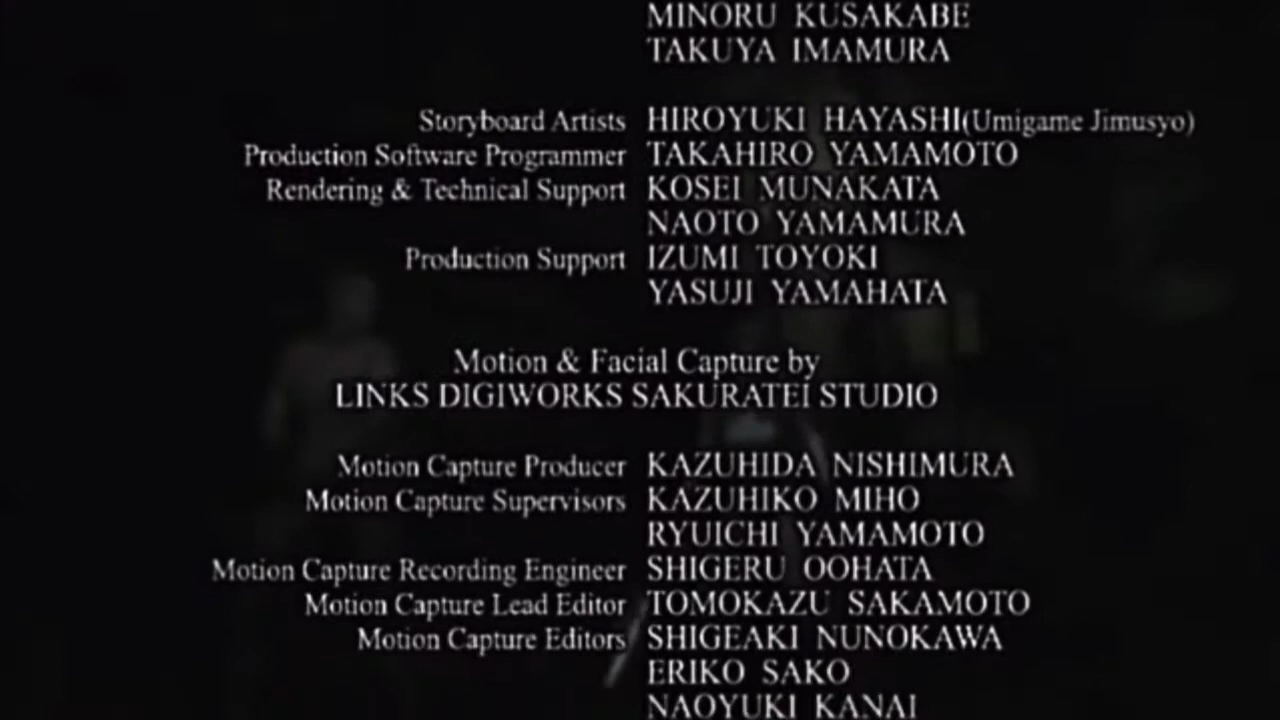 MINORU KUSAKABE
TAKUYA IMAMURA
Storyboard Artists HIROYUKI HAYASHI(Umigame Jimusyo)
Production Software Programmer TAKAHIRO YAMAMOTO
Rendering & Technical Support KOSEI MUNAKATA
NAOTO YAMAMURA
Production Support IZUMI TOYOKI
YASUJI YAMAHATA
Motion & Facial Capture by
LINKS DIGIWORKS SAKURATEI STUDIO
Motion Capture Producer KAZUHIDA NISHIMURA
Motion Capture Supervisors KAZUHIKO MIHO
RYUICHI YAMAMOTO
Motion Capture Recording Engineer SHIGERU OOHATA
Motion Capture Lead Editor TOMOKAZU SAKAMOTO
Motion Capture Editors SHIGEAKI NUNOKAWA
ERIKO SAKO
NAOYUKI KANAI